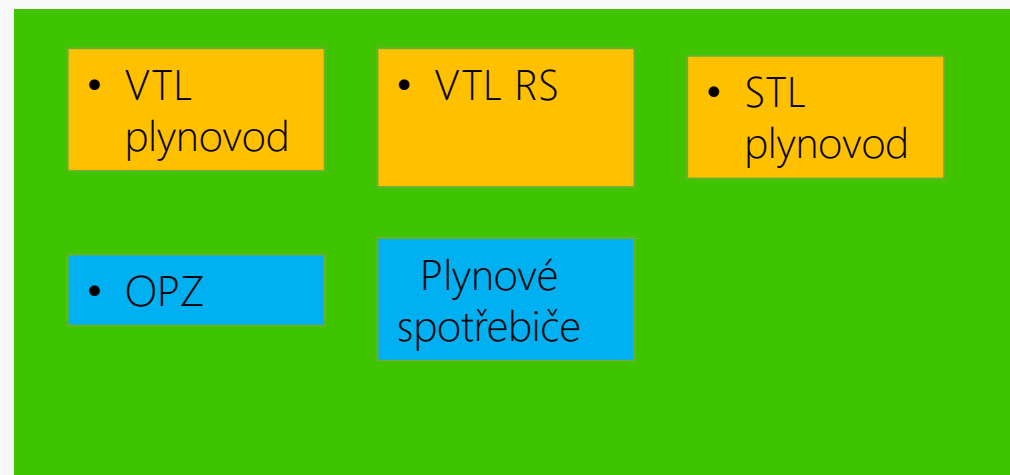 • VTL
plynovod
• VTL RS
• STL
plynovod
• OPZ
Plynové
spotřebiče